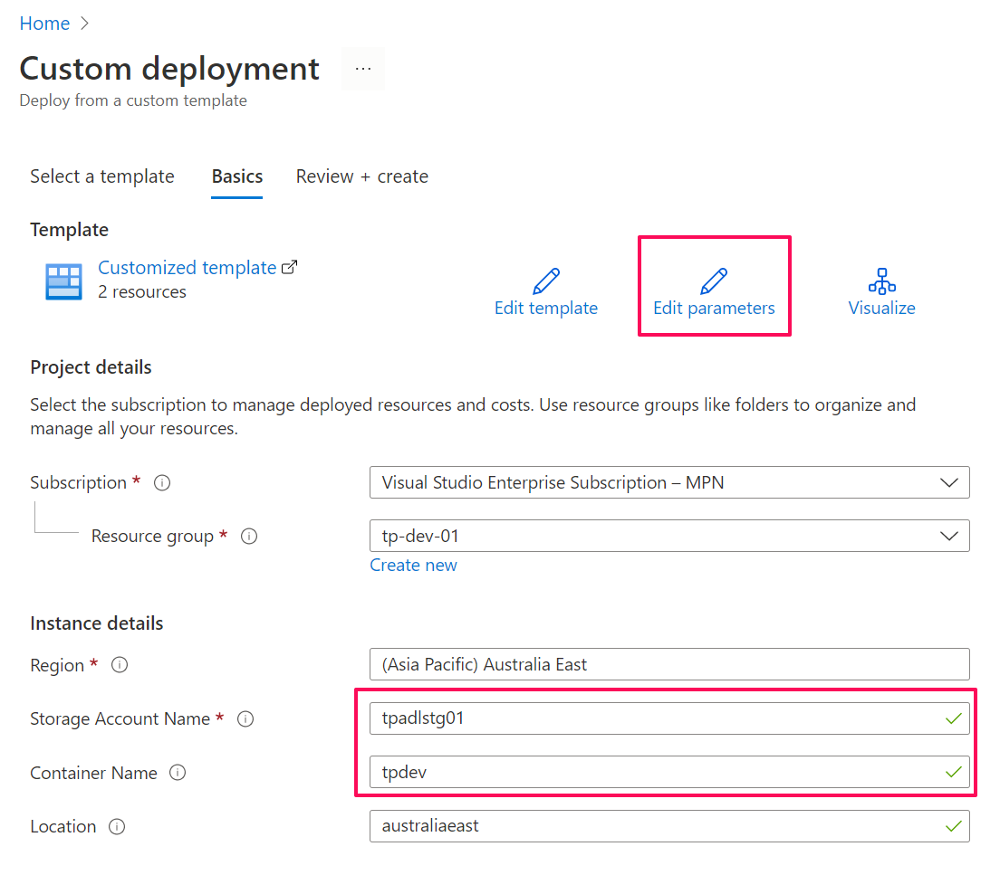 Home
Custom deployment ...
Deploy from a custom template
Select a template Basics Review + create
Template
Customized template
2 resources
Edit template Edit parameters Visualize
Project details
Select the subscription to manage deployed resources and costs. Use resource groups like folders to organize and
manage all your resources.
Subscription * Visual Studio Enterprise Subscription – MPN
Resource group * tp-dev-01
Create new
Instance details
Region * (Asia Pacific) Australia East
Storage Account Name * tpadlstg01
Container Name tpdev
Location australiaeast